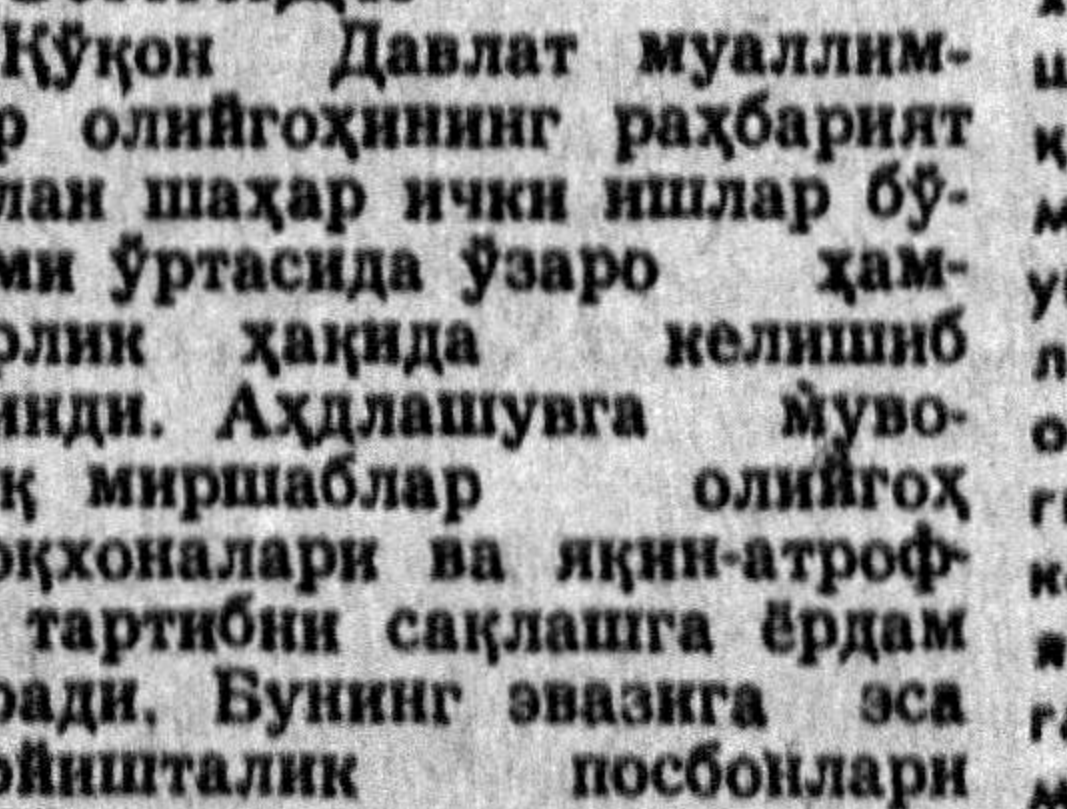 Қўқон Давлат муаллим-
р олийгоҳининг раҳбарият
лан шаҳар ички ишлар бў-
ми ўртасида ўзаро ҳам-
рлик ҳақида келишиб
инди. Аҳдлашувга муво-
қ миршаблар олийгоҳ
оқхоналари ва яқин-атроф-
тартибни сақлашга ёрдам
ради. Бунинг эвазига эса
ойишталик посбонлари